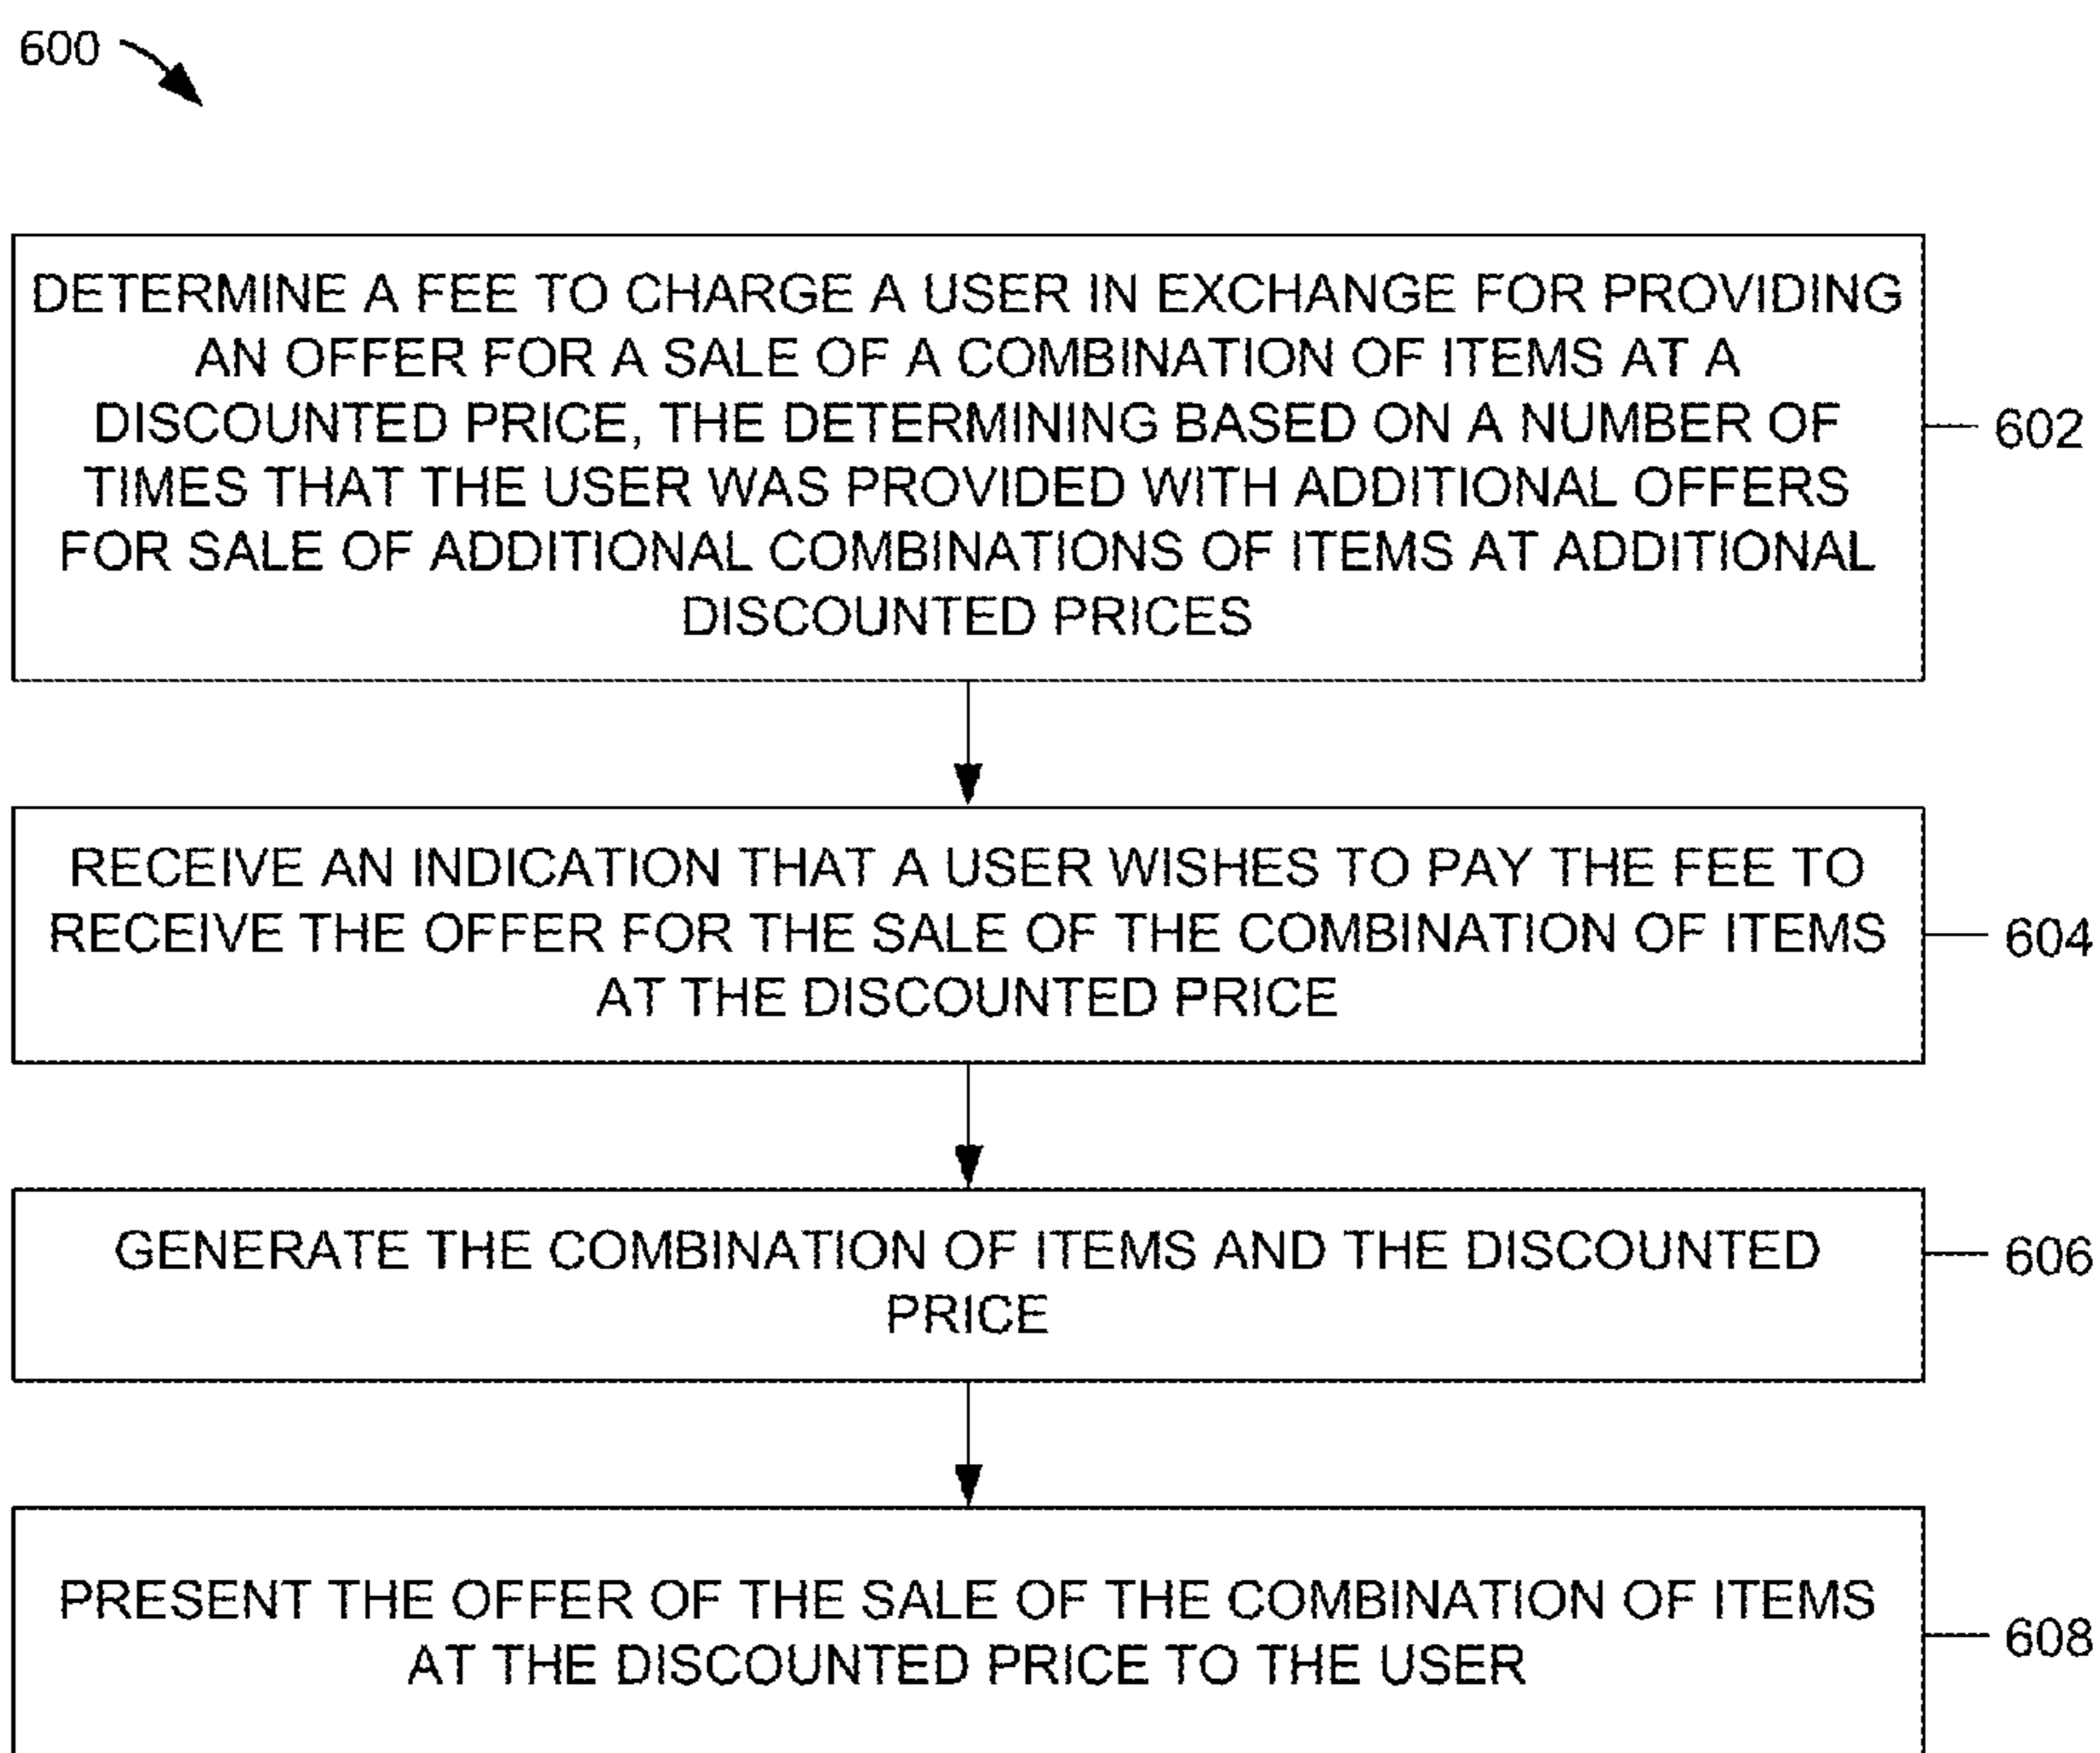 600
DETERMINE A FEE TO CHARGE A USER IN EXCHANGE FOR PROVIDING
AN OFFER FOR A SALE OF A COMBINATION OF ITEMS AT A
DISCOUNTED PRICE, THE DETERMINING BASED ON A NUMBER OF
TIMES THAT THE USER WAS PROVIDED WITH ADDITIONAL OFFERS
FOR SALE OF ADDITIONAL COMBINATIONS OF ITEMS AT ADDITIONAL
DISCOUNTED PRICES
602
RECEIVE AN INDICATION THAT A USER WISHES TO PAY THE FEE TO
RECEIVE THE OFFER FOR THE SALE OF THE COMBINATION OF ITEMS
AT THE DISCOUNTED PRICE
604
GENERATE THE COMBINATION OF ITEMS AND THE DISCOUNTED
PRICE
606
PRESENT THE OFFER OF THE SALE OF THE COMBINATION OF ITEMS
AT THE DISCOUNTED PRICE TO THE USER
608